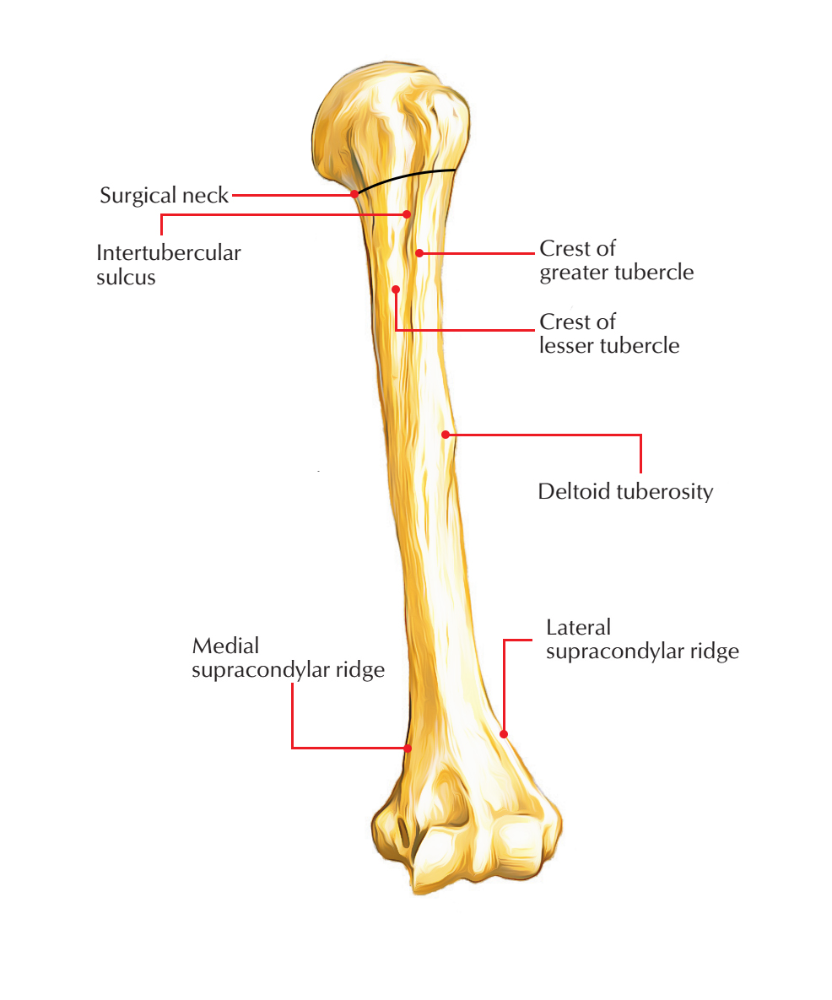 Surgical neck
Intertubercular
sulcus
Crest of
greater tubercle
Crest of
lesser tubercle
Deltoid tuberosity
Lateral
supracondylar ridge
Medial
supracondylar ridge